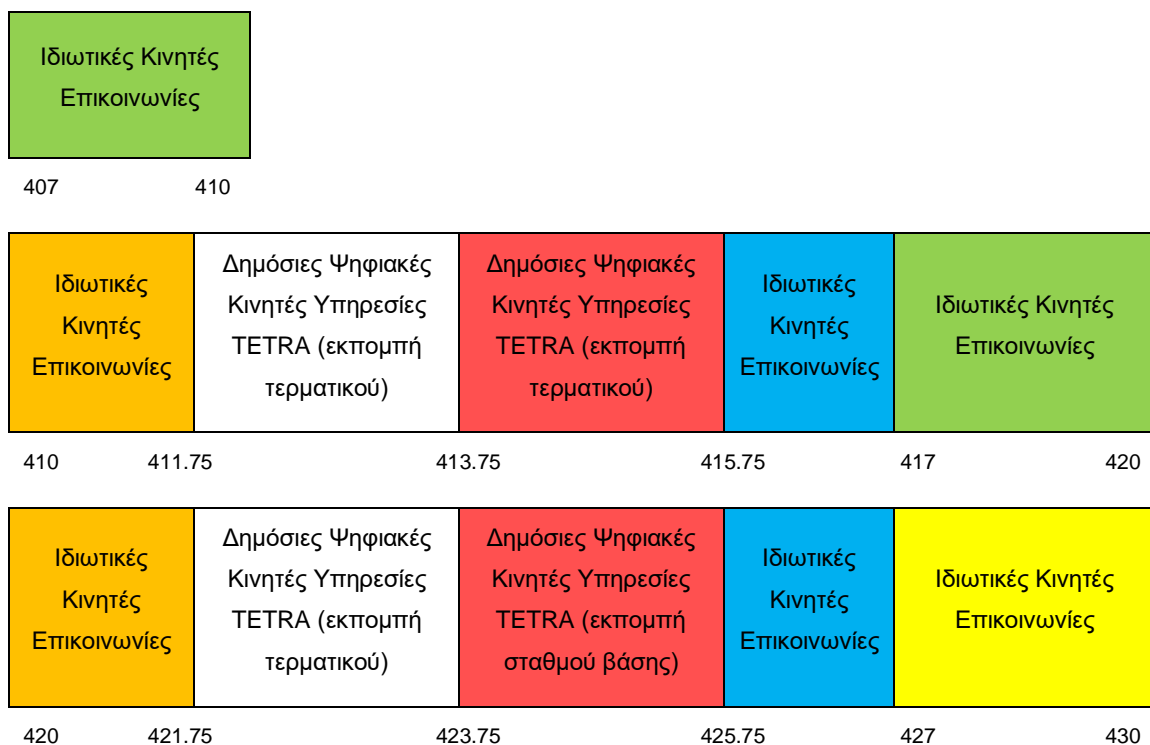 Ιδιωτικές Κινητές
Επικοινωνίες
407 410
Ιδιωτικές
Κινητές
Επικοινωνίες
Δημόσιες Ψηφιακές
Κινητές Υπηρεσίες
TETRA (εκπομπή
τερματικού)
Δημόσιες Ψηφιακές
Κινητές Υπηρεσίες
TETRA (εκπομπή
τερματικού)
Ιδιωτικές
Κινητές
Επικοινωνίες
Ιδιωτικές Κινητές
Επικοινωνίες
410 411.75 413.75 415.75 417 420
Ιδιωτικές
Κινητές
Επικοινωνίες
Δημόσιες Ψηφιακές
Κινητές Υπηρεσίες
TETRA (εκπομπή
τερματικού)
Δημόσιες Ψηφιακές
Κινητές Υπηρεσίες
TETRA (εκπομπή
σταθμού βάσης)
Ιδιωτικές
Κινητές
Επικοινωνίες
Ιδιωτικές Κινητές
Επικοινωνίες
420 421.75 423.75 425.75 427 430